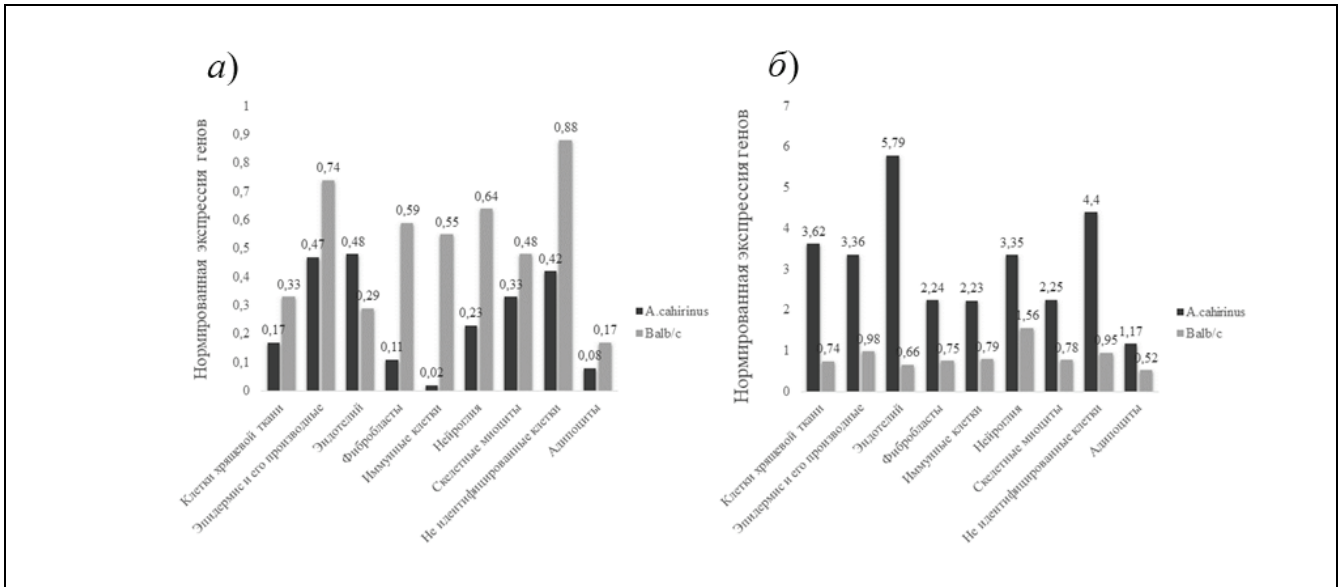 а)
Нормированная экспрессия генов
1
0,9
0,8
0,7
0,6
0,5
0,4
0,3
0,2
0,1
0
0,17
0,33
0,47
0,74
0,48
0,29
0,11
0,59
0,02
0,55
0,23
0,64
0,33
0,48
0,42
0,88
0,08
0,17
Клетки хрящевой ткани
Эпидермис и его производные
Эндотелий
Фибробласты
Иммунные клетки
Нейроглия
Скелетные миоциты
Не идентифицированные клетки
Адипоциты
A.cahirinus
Balb/c
б)
Нормированная экспрессия генов
7
6
5
4
3
2
1
0
3,62
0,74
3,36
0,98
5,79
0,66
2,24
0,75
2,23
0,79
3,35
1,56
2,25
0,78
4,4
0,95
1,17
0,52
Клетки хрящевой ткани
Эпидермис и его производные
Эндотелий
Фибробласты
Иммунные клетки
Нейроглия
Скелетные миоциты
Не идентифицированные клетки
Адипоциты
A.cahirinus
Balb/c